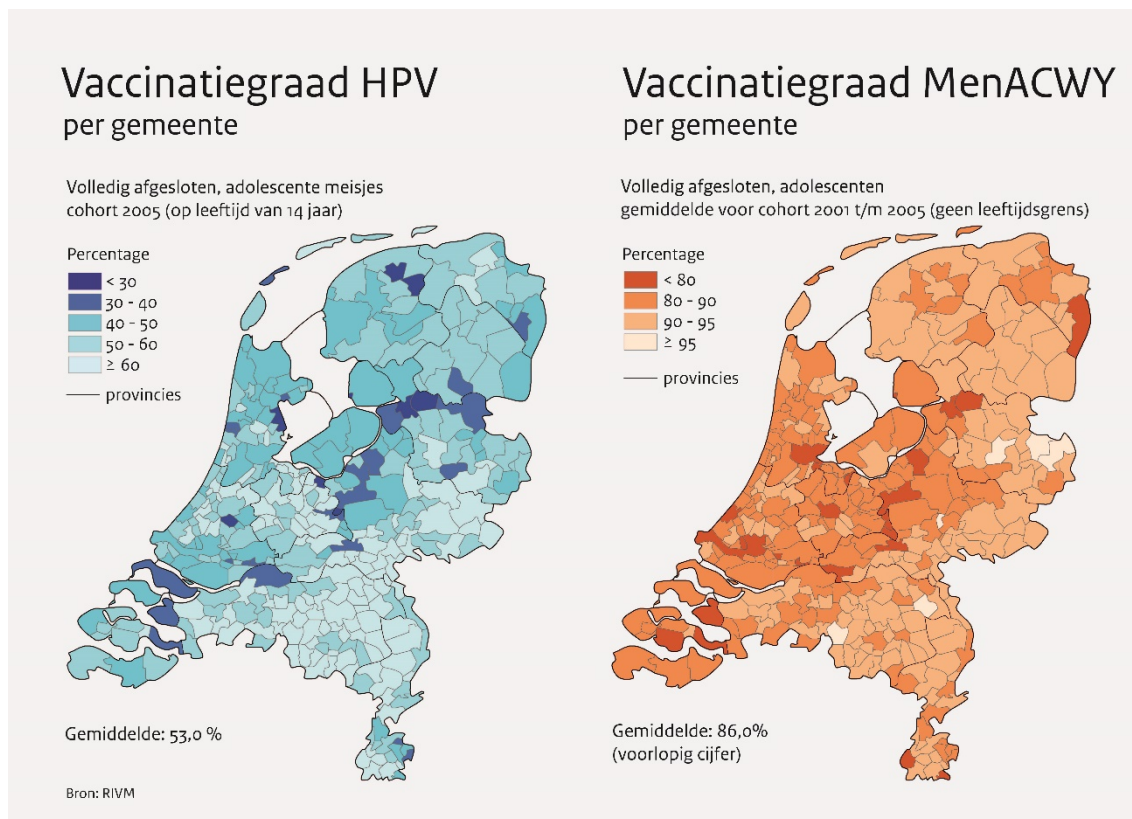 Vaccinatiegraad HPV
per gemeente
Volledig afgesloten, adolescente meisjes
cohort 2005 (op leeftijd van 14 jaar)
Percentage
< 30
30 - 40
40 - 50
50 - 60
≥ 60
provincies
Gemiddelde: 53,0 %
Bron: RIVM
Vaccinatiegraad MenACWY
per gemeente
Volledig afgesloten, adolescenten
gemiddelde voor cohort 2001 t/m 2005 (geen leeftijdsgrens)
Percentage
< 80
80 - 90
90 - 95
≥ 95
provincies
Gemiddelde: 86,0%
(voorlopig cijfer)